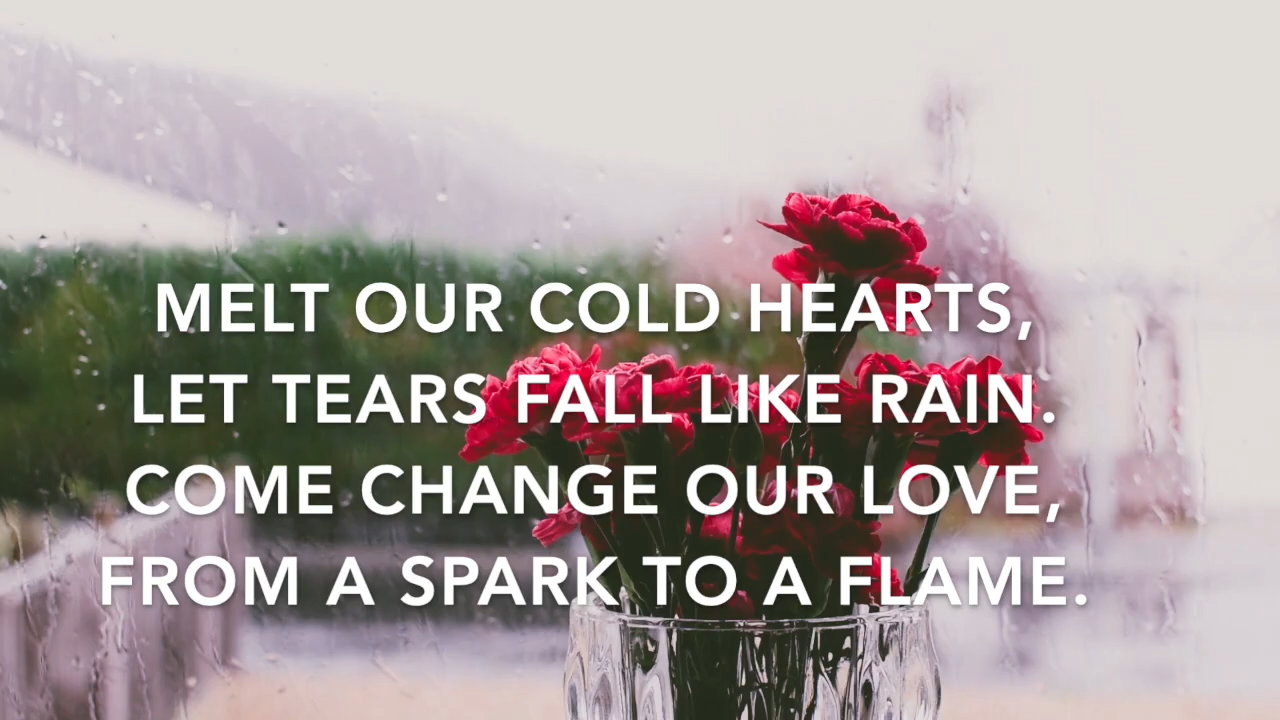 MELT OUR COLD HEARTS,
LET TEARS FALL LIKE RAIN.
COME CHANGE OUR LOVE,
FROM A SPARK TO A FLAME.